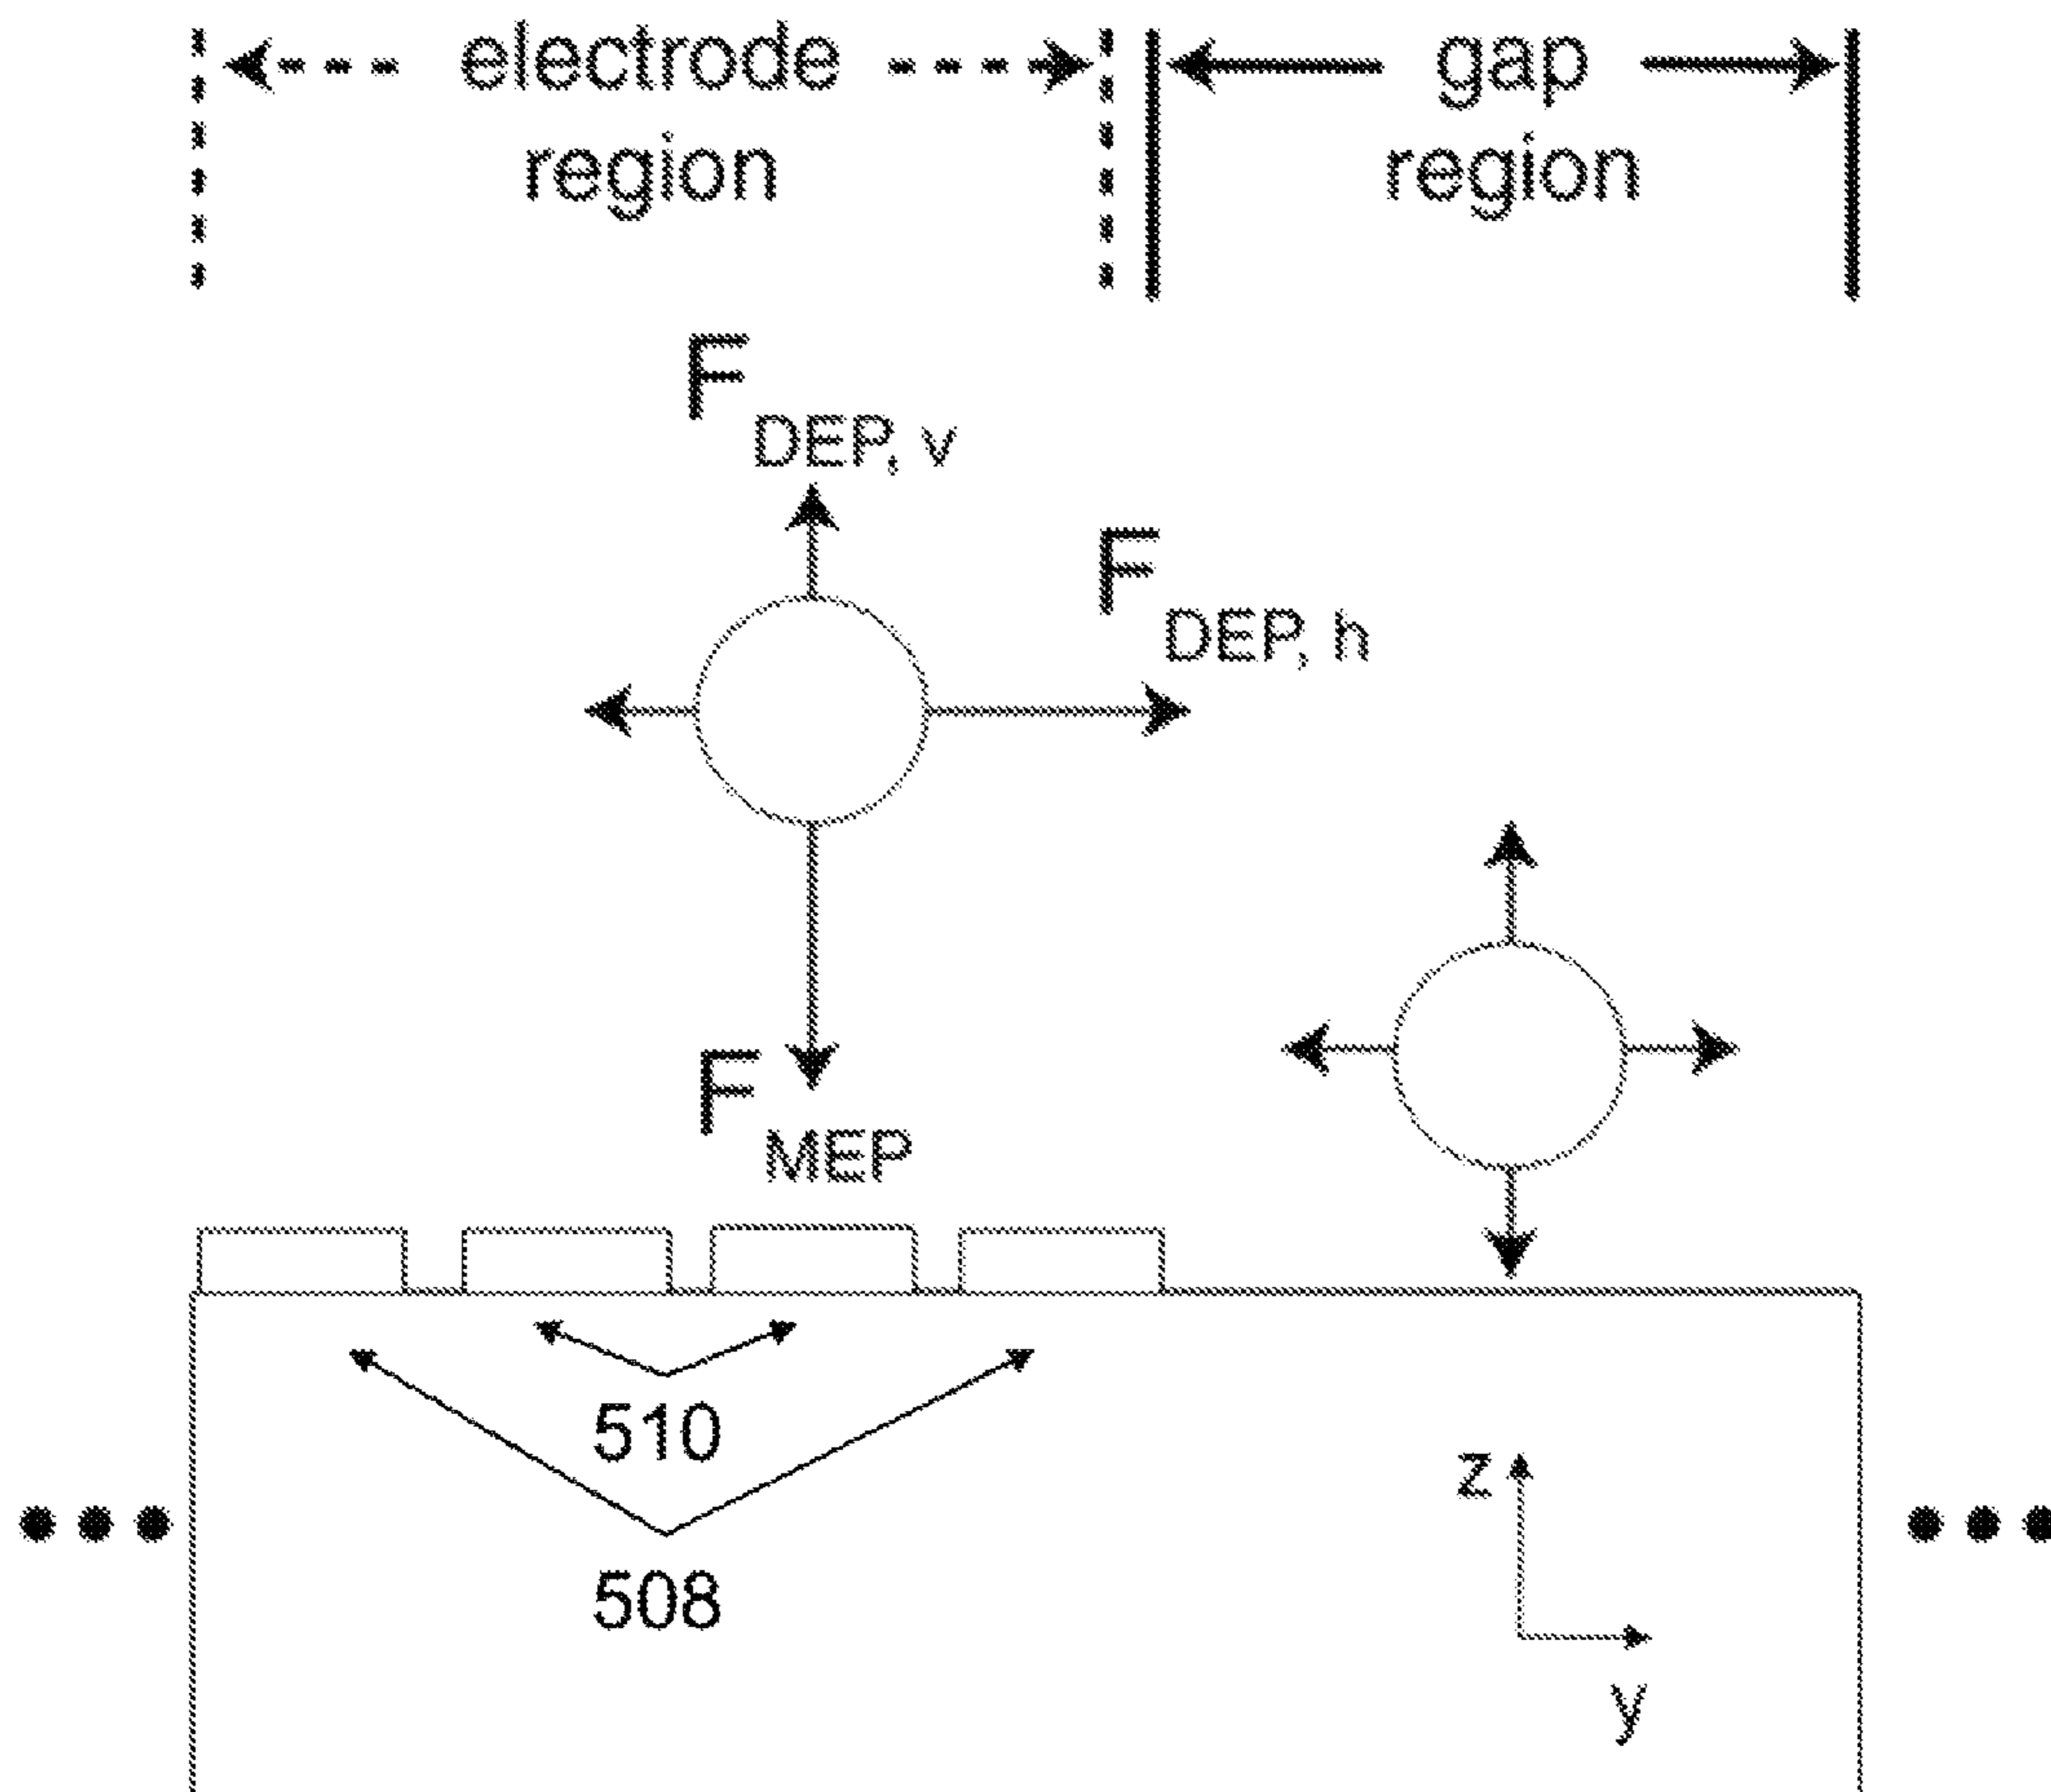 electrode
region
gap
region
F DEP, v
F DEP, h
F MEP
510
508
z
y